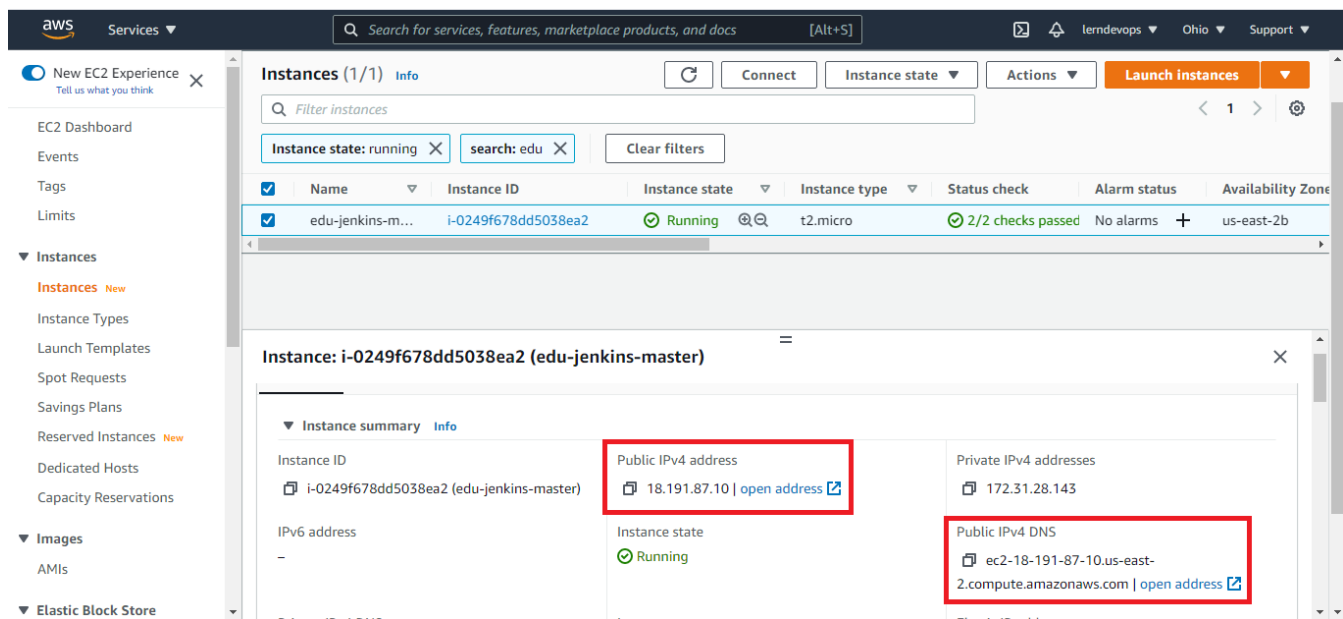 aws Services ▼ Search for services, features, marketplace products, and docs [Alt+S] lerndevops ▼ Ohio ▼ Support ▼
New EC2 Experience
Tell us what you think
EC2 Dashboard
Events
Tags
Limits
▼ Instances
Instances New
Instance Types
Launch Templates
Spot Requests
Savings Plans
Reserved Instances New
Dedicated Hosts
Capacity Reservations
▼ Images
AMIs
▼ Elastic Block Store
Instances (1/1) Info Connect Instance state ▼ Actions ▼ Launch instances ▼
Filter instances < 1 >
Instance state: running search: edu Clear filters
Name Instance ID Instance state Instance type Status check Alarm status Availability Zone
edu-jenkins-m... i-0249f678dd5038ea2 Running t2.micro 2/2 checks passed No alarms + us-east-2b
Instance: i-0249f678dd5038ea2 (edu-jenkins-master)
▼ Instance summary Info
Instance ID
i-0249f678dd5038ea2 (edu-jenkins-master)
Public IPv4 address
18.191.87.10 | open address
Private IPv4 addresses
172.31.28.143
IPv6 address
–
Instance state
Running
Public IPv4 DNS
ec2-18-191-87-10.us-east-
2.compute.amazonaws.com | open address